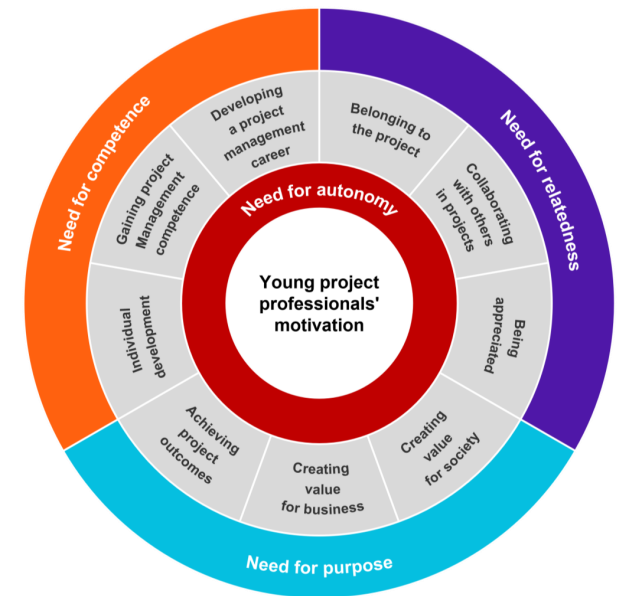 Need for competence
Need for relatedness
Need for purpose
Developing
a project
management
career
Belonging to
the project
Gaining project
Management
competence
Collaborating
with others
in projects
Individual
development
Being
appreciated
Achieving
project
outcomes
Creating
value
for business
Creating
value
for society
Need for autonomy
Young project
professionals'
motivation